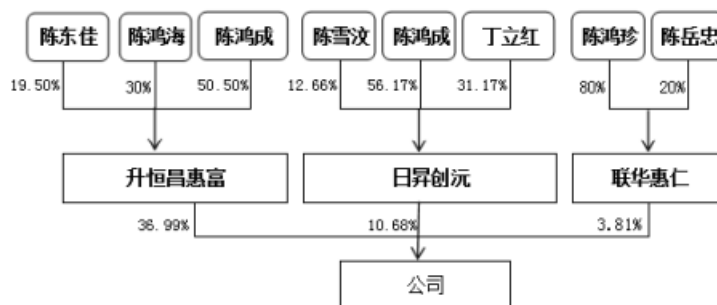 陈东佳 陈鸿海 陈鸿成 陈雪汶 陈鸿成 丁立红 陈鸿珍 陈岳忠
19.50% 30% 50.50% 12.66% 56.17% 31.17% 80% 20%
升恒昌惠富 日昇创沅 联华惠仁
36.99% 10.68% 3.81%
公司